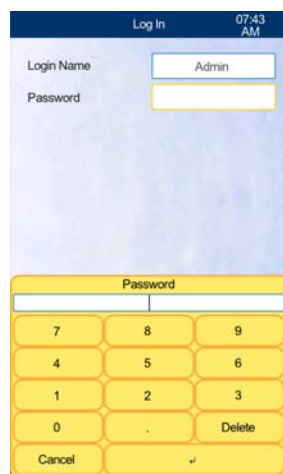 Log In 07:43 AM
Login Name Admin
Password
Password
7 8 9
4 5 6
1 2 3
0 . Delete
Cancel ↵